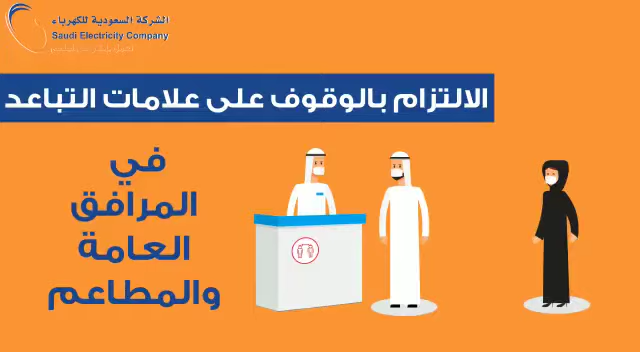 الشركة السعودية للكهرباء
Saudi Electricity Company
الالتزام بالوقوف على علامات التباعد
في
المرافق
العامة
والمطاعم